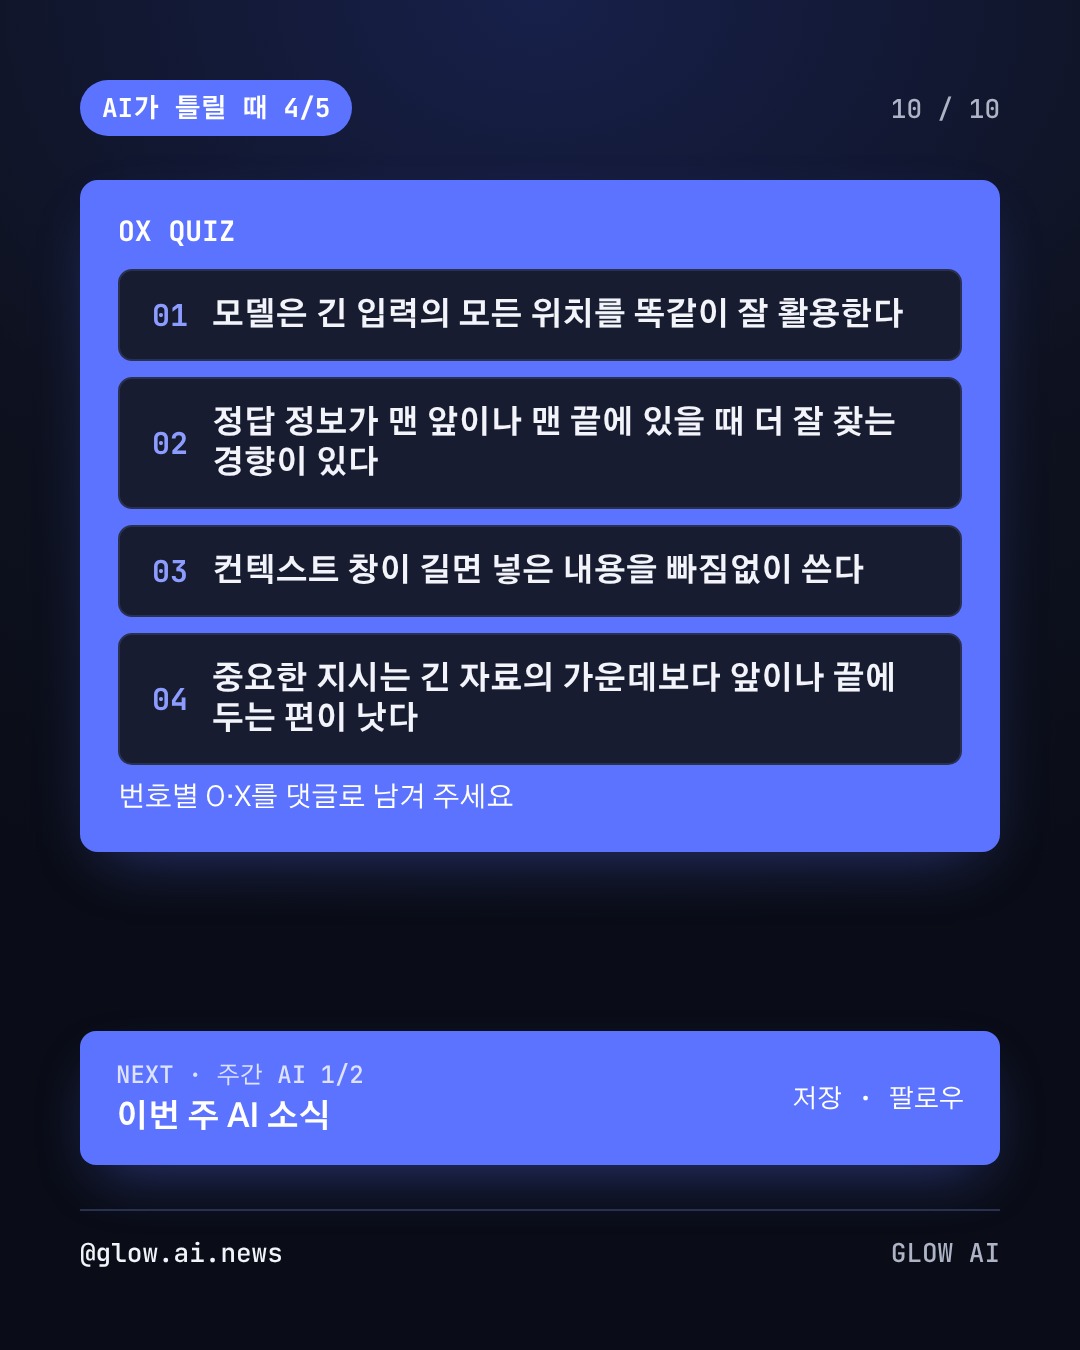 AI가 틀릴 때 4/5
10 / 10
OX QUIZ
01 모델은 긴 입력의 모든 위치를 똑같이 잘 활용한다
02 정답 정보가 맨 앞이나 맨 끝에 있을 때 더 잘 찾는
경향이 있다
03 컨텍스트 창이 길면 넣은 내용을 빠짐없이 쓴다
04 중요한 지시는 긴 자료의 가운데보다 앞이나 끝에
두는 편이 낫다
번호별 O·X를 댓글로 남겨 주세요
NEXT · 주간 AI 1/2
이번 주 AI 소식
저장 · 팔로우
@glow.ai.news
GLOW AI